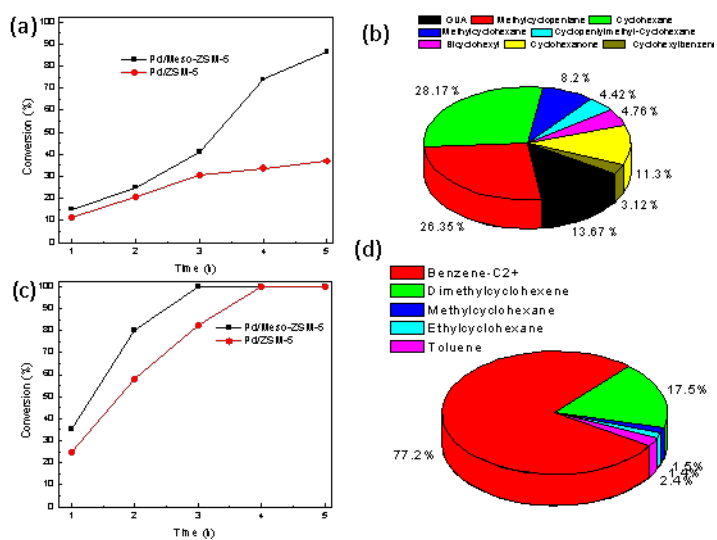 (a)
100
90
80
70
60
50
40
30
20
10
0
Conversion (%)
Pd/Meso-ZSM-5
Pd/ZSM-5
1 2 3 4 5
Time (h)
(b)
GUA Methylcyclopentane Cyclohexane
Methylcyclohexane Cyclopentylmethyl-Cyclohexane
Bicyclohexyl Cyclohexanone Cyclohexylbenzene
28.17%
8.2%
4.42%
4.76%
11.3%
3.12%
13.67%
26.35%
(c)
100
90
80
70
60
50
40
30
20
10
0
Conversion (%)
Pd/Meso-ZSM-5
Pd/ZSM-5
1 2 3 4 5
Time (h)
(d)
Benzene-C2+
Dimethylcyclohexene
Methylcyclohexane
Ethylcyclohexane
Toluene
17.5%
77.2%
1.5%
2.4%